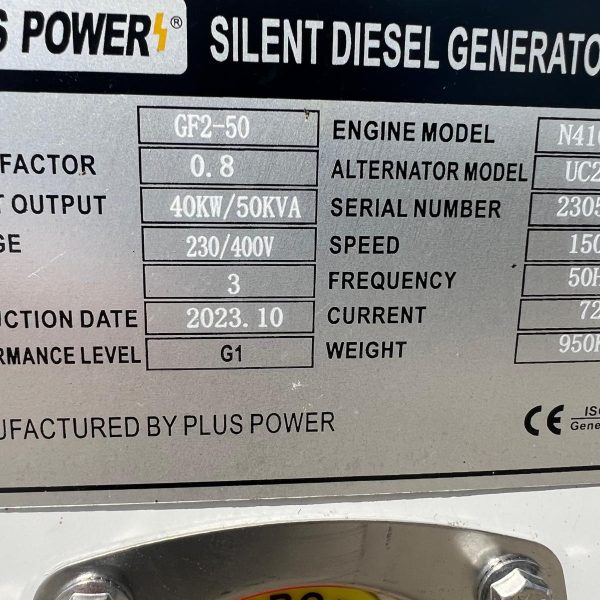 S POWER ® SILENT DIESEL GENERATO
GF2-50 ENGINE MODEL N41
FACTOR 0.8 ALTERNATOR MODEL UC2
T OUTPUT 40KW/50KVA SERIAL NUMBER 2305
GE 230/400V SPEED 150
3 FREQUENCY 50H
UCTION DATE 2023.10 CURRENT 72
ORMANCE LEVEL G1 WEIGHT 950
UFACTURED BY PLUS POWER CE ISO
Gene